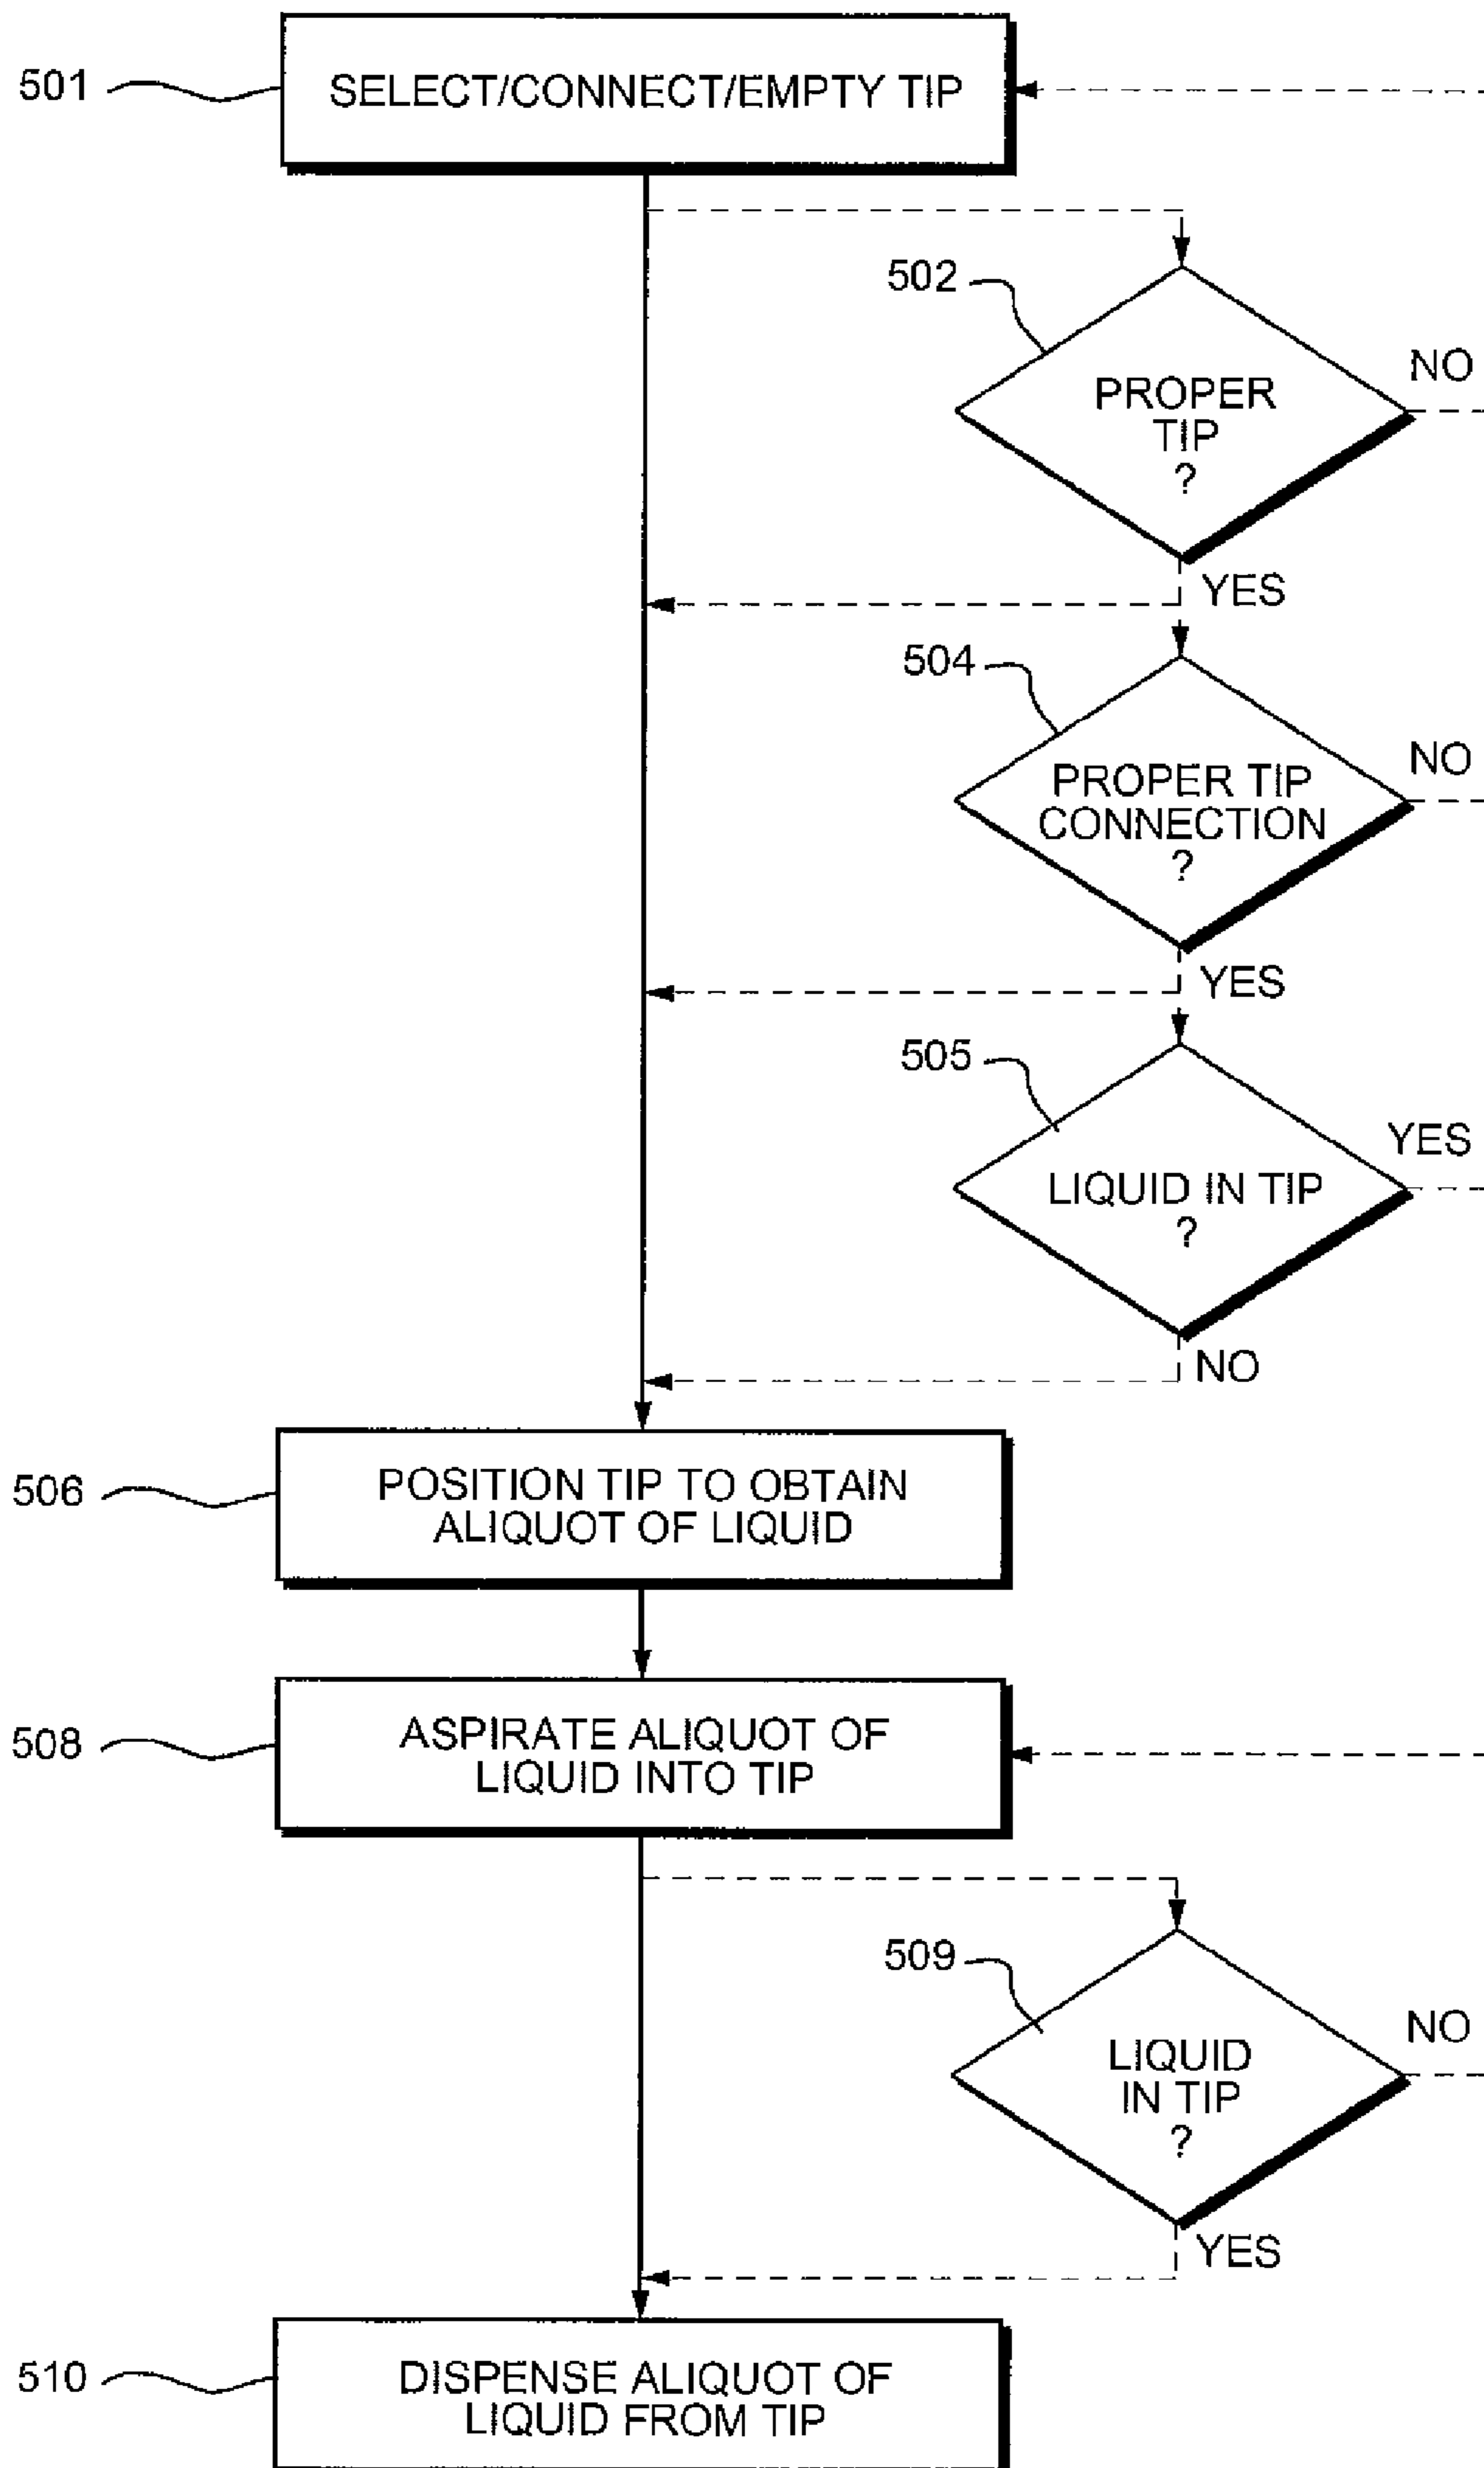 501
SELECT/CONNECT/EMPTY TIP
502
PROPER
TIP
?
NO
YES
504
PROPER TIP
CONNECTION
?
NO
YES
505
LIQUID IN TIP
?
YES
NO
506
POSITION TIP TO OBTAIN
ALIQUOT OF LIQUID
508
ASPIRATE ALIQUOT OF
LIQUID INTO TIP
509
LIQUID
IN TIP
?
NO
YES
510
DISPENSE ALIQUOT OF
LIQUID FROM TIP